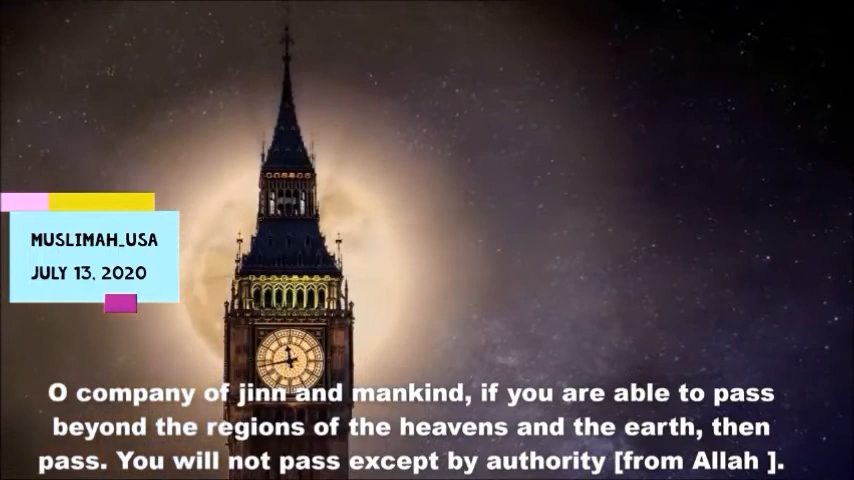 MUSLIMAH_USA
JULY 13, 2020
O company of jinn and mankind, if you are able to pass
beyond the regions of the heavens and the earth, then
pass. You will not pass except by authority [from Allah ].